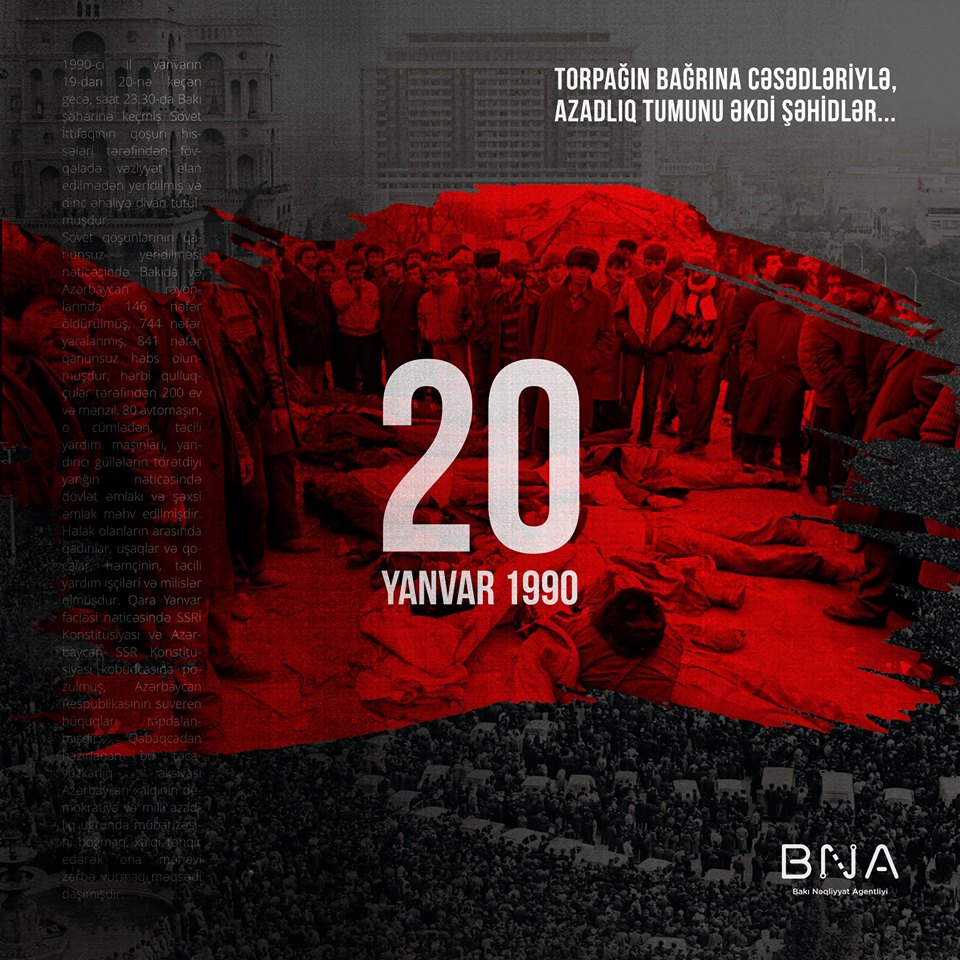 1990-cı il yanvarın
19-dan 20-nə keçən
gecə, saat 23.30-da Bakı
şəhərinə keçmiş Sovet
İttifaqının qoşun his-
sələri tərəfindən föv-
qəladə vəziyyət elan
edilmədən yeridilmiş və
dinc əhaliyə divan tutul-
muşdur.
Sovet qoşunlarının qa-
nunsuz yeridilməsi
nəticəsində Bakıda və
Azərbaycan rayon-
larında 146 nəfər
öldürülmüş, 744 nəfər
yaralanmış, 841 nəfər
qanunsuz həbs olun-
muşdur, hərbi qulluq-
çular tərəfindən 200 ev
və mənzil, 80 avtomaşın,
o cümlədən, təcili
yardım maşınları, yan-
dırıcı güllələrin törətdiyi
yanğın nəticəsində
dövlət əmlakı və şəxsi
əmlak məhv edilmişdir.
Həlak olanların arasında
qadınlar, uşaqlar və qo-
calar, həmçinin, təcili
yardım işçiləri və milislər
olmuşdur. Qara Yanvar
faciəsi nəticəsində SSRİ
Konstitusiyası və Azər-
baycan SSR Konstitu-
siyası kobudcasına po-
zulmuş, Azərbaycan
Respublikasının suveren
hüquqları tapdalan-
mışdır. Qabaqcadan
hazırlanan bu təca-
vüzkarlıq aksiyası
Azərbaycan xalqının de-
mokratiya və milli azad-
lıq uğrunda mübarizəsi-
ni boğmaq, xalqı təhqir
edərək ona mənəvi
zərbə vurmaq məqsədi
daşımışdır.
TORPAĞIN BAĞRINA CƏSƏDLƏRİYLƏ,
AZADLIQ TUMUNU ƏKDİ ŞƏHİDLƏR...
20
YANVAR 1990
BNA
Bakı Nəqliyyat Agentliyi